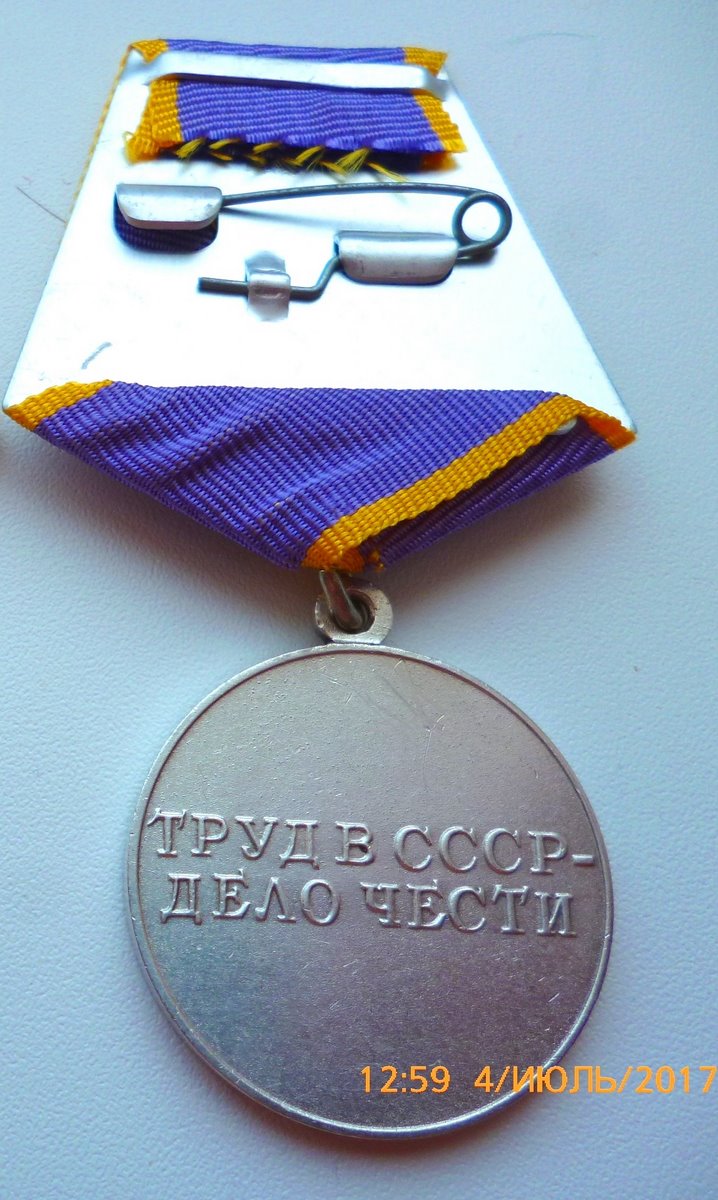 ТРУД В СССР-
ДЕЛО ЧЕСТИ
12:59 4/ИЮЛЬ/2017